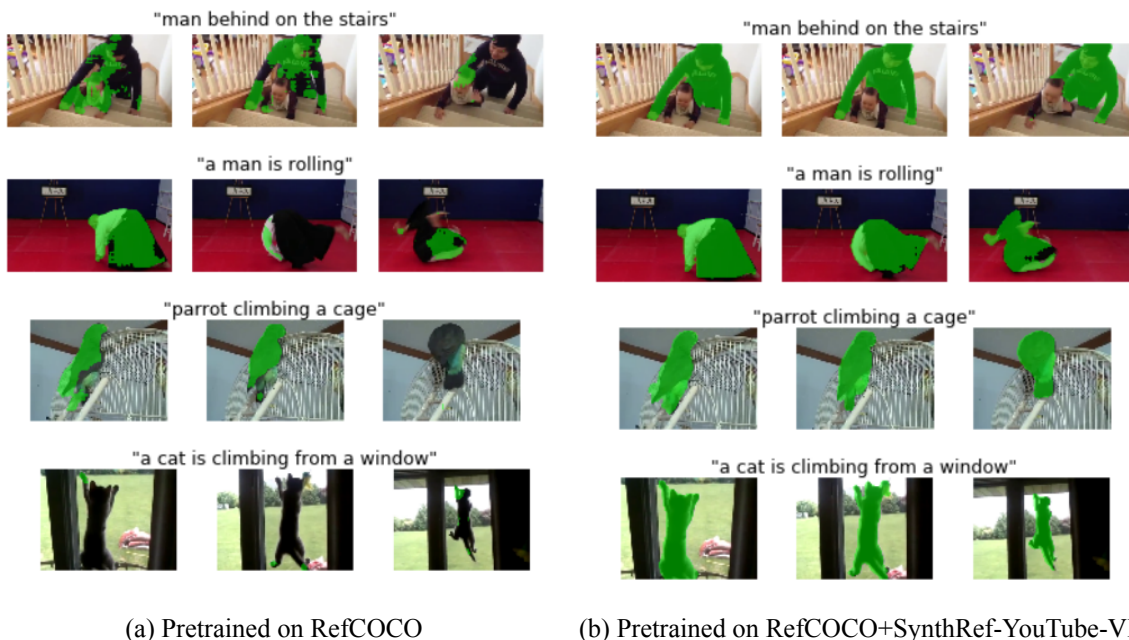 "man behind on the stairs"
"a man is rolling"
"parrot climbing a cage"
"a cat is climbing from a window"
(a) Pretrained on RefCOCO
"man behind on the stairs"
"a man is rolling"
"parrot climbing a cage"
"a cat is climbing from a window"
(b) Pretrained on RefCOCO+SynthRef-YouTube-VI